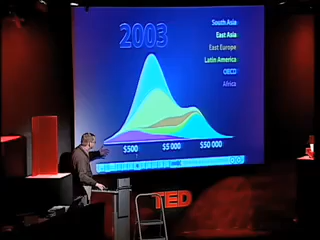 2003
South Asia
East Asia
East Europe
Latin America
OECD
Africa
$500 $5 000 $50 000
TED